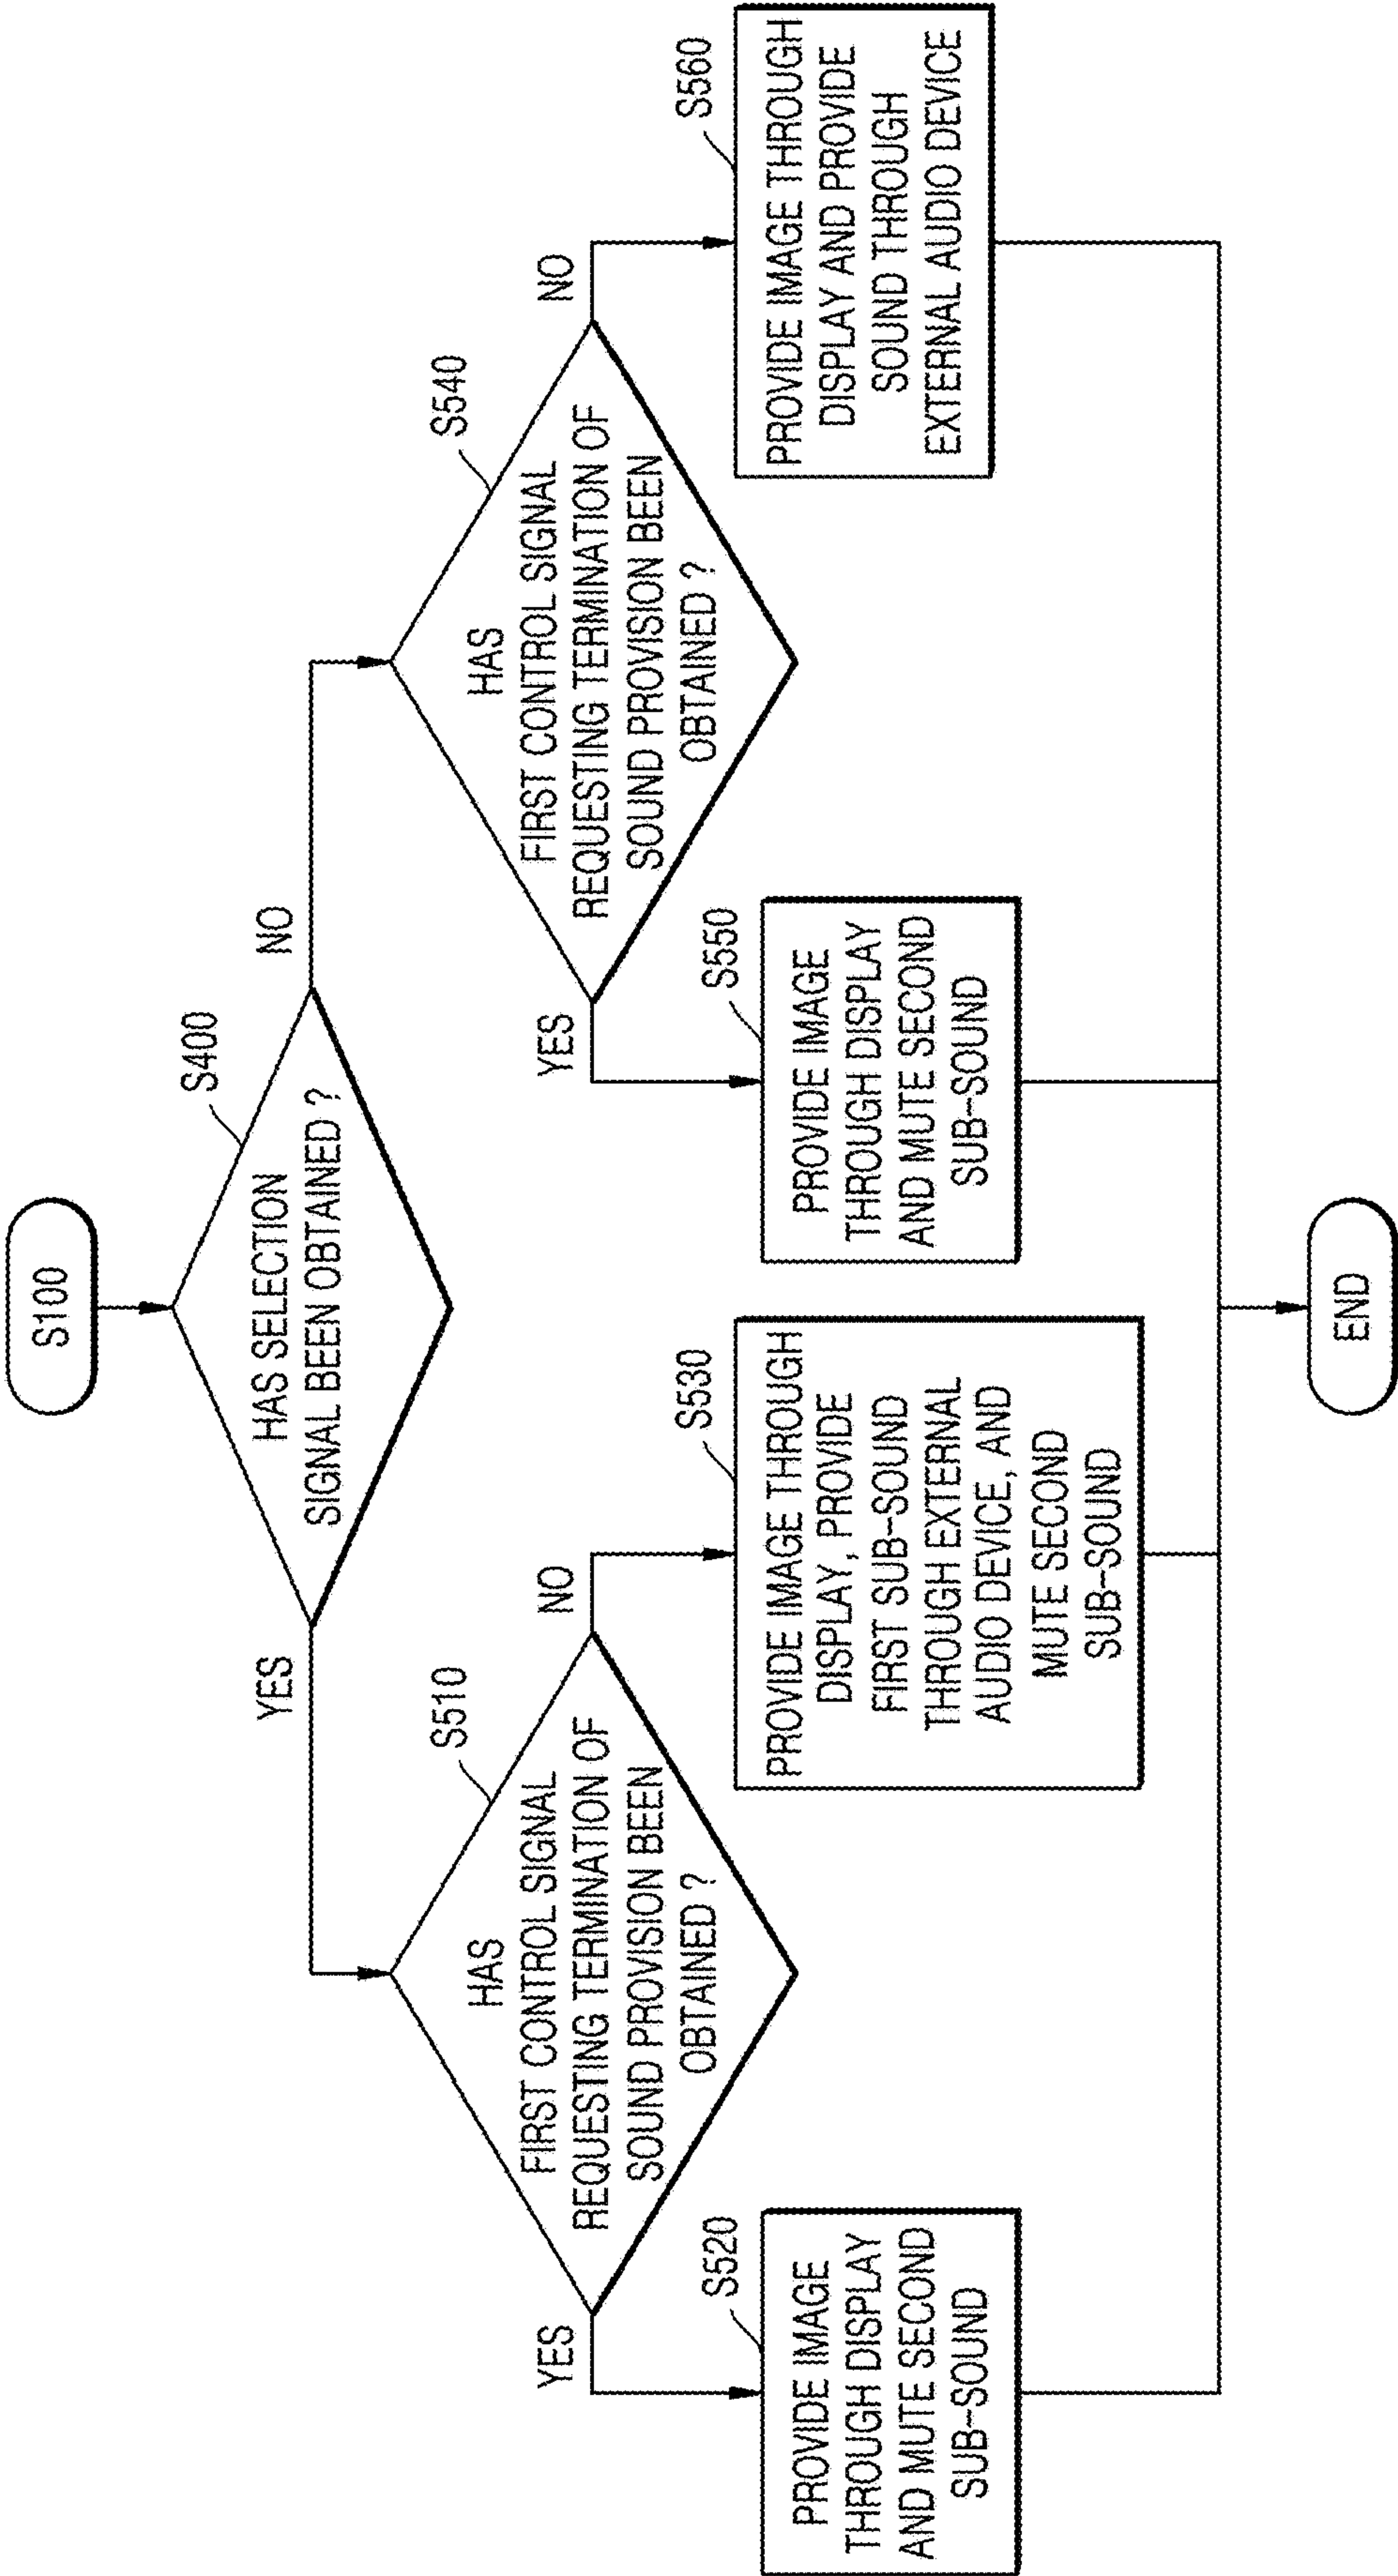 S100
S400
HAS SELECTION
SIGNAL BEEN OBTAINED ?
YES
NO
S510
HAS
FIRST CONTROL SIGNAL
REQUESTING TERMINATION OF
SOUND PROVISION BEEN
OBTAINED ?
YES
NO
S540
HAS
FIRST CONTROL SIGNAL
REQUESTING TERMINATION OF
SOUND PROVISION BEEN
OBTAINED ?
YES
NO
S520
PROVIDE IMAGE
THROUGH DISPLAY
AND MUTE SECOND
SUB-SOUND
S530
PROVIDE IMAGE THROUGH
DISPLAY, PROVIDE
FIRST SUB-SOUND
THROUGH EXTERNAL
AUDIO DEVICE, AND
MUTE SECOND
SUB-SOUND
S550
PROVIDE IMAGE
THROUGH DISPLAY
AND MUTE SECOND
SUB-SOUND
S560
PROVIDE IMAGE THROUGH
DISPLAY AND PROVIDE
SOUND THROUGH
EXTERNAL AUDIO DEVICE
END